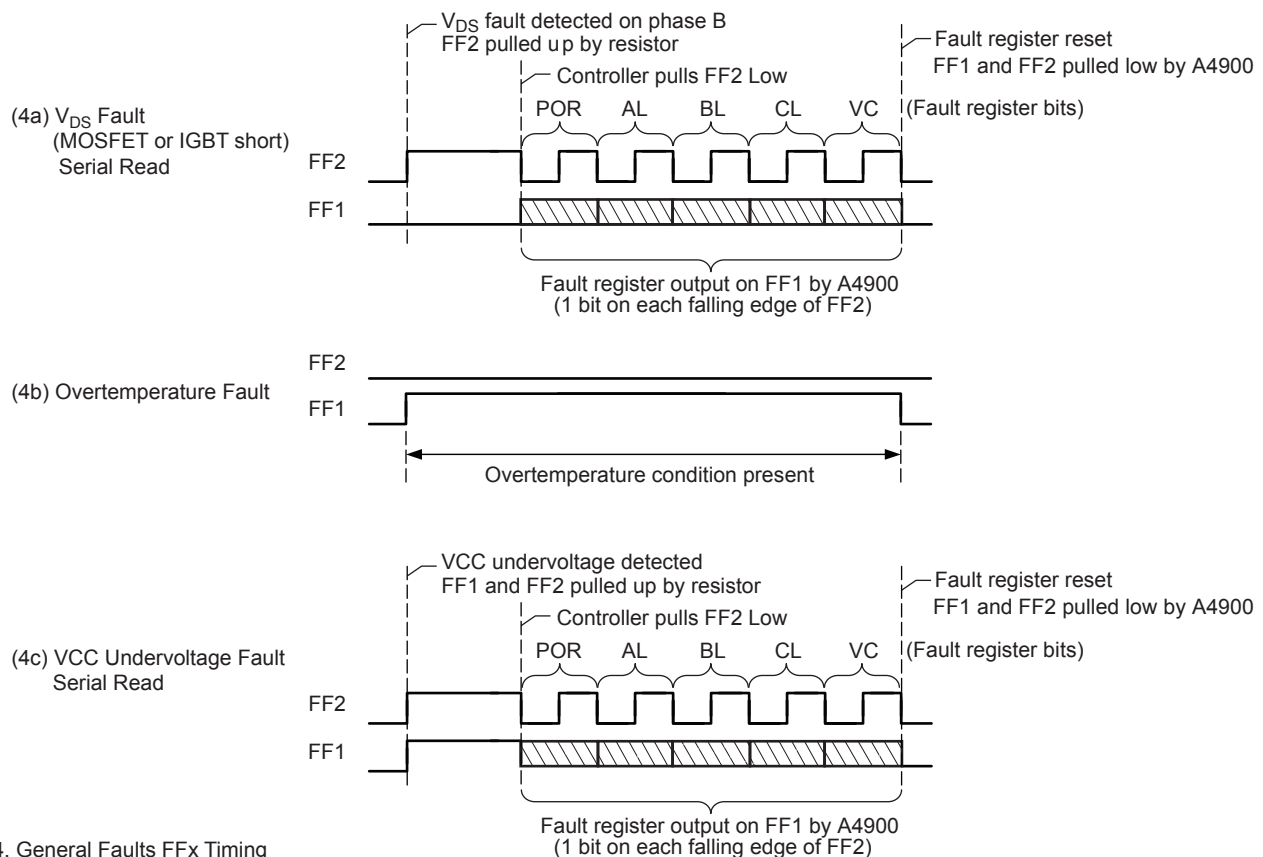 V_DS fault detected on phase B
FF2 pulled up by resistor
Fault register reset
FF1 and FF2 pulled low by A4900
Controller pulls FF2 Low
POR AL BL CL VC (Fault register bits)
(4a) V_DS Fault
(MOSFET or IGBT short)
Serial Read
FF2
FF1
Fault register output on FF1 by A4900
(1 bit on each falling edge of FF2)
FF2
(4b) Overtemperature Fault
FF1
Overtemperature condition present
VCC undervoltage detected
FF1 and FF2 pulled up by resistor
Fault register reset
FF1 and FF2 pulled low by A4900
Controller pulls FF2 Low
POR AL BL CL VC (Fault register bits)
(4c) VCC Undervoltage Fault
Serial Read
FF2
FF1
Fault register output on FF1 by A4900
(1 bit on each falling edge of FF2)
. General Faults FFx Timing